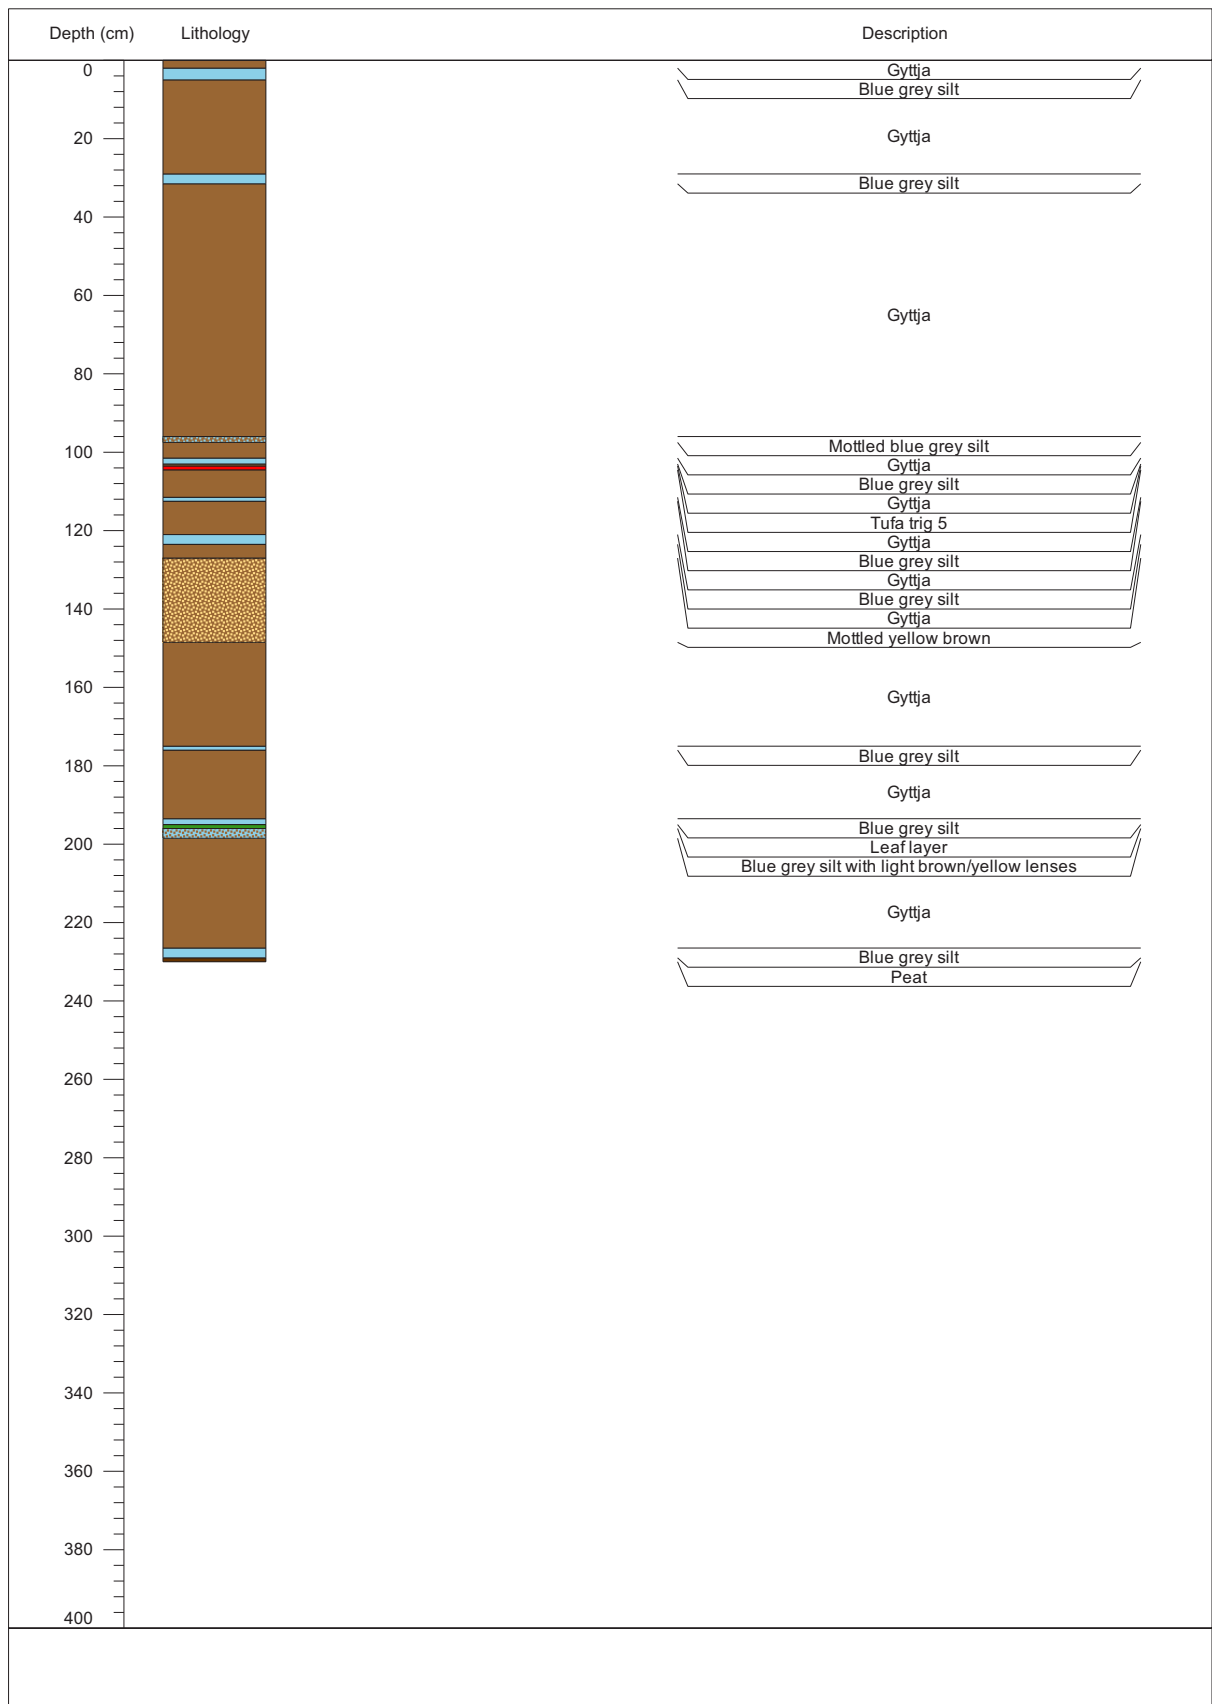 Depth (cm) Lithology Description
0 Gyttja
Blue grey silt
20 Gyttja
Blue grey silt
40
60
Gyttja
80
Mottled blue grey silt
100
Gyttja
Blue grey silt
Gyttja
Tufa trig 5
120
Gyttja
Blue grey silt
Gyttja
Blue grey silt
140
Gyttja
Mottled yellow brown
160
Gyttja
Blue grey silt
180
Gyttja
Blue grey silt
200
Leaf layer
Blue grey silt with light brown/yellow lenses
Gyttja
220
Blue grey silt
Peat
240
260
280
300
320
340
360
380
400